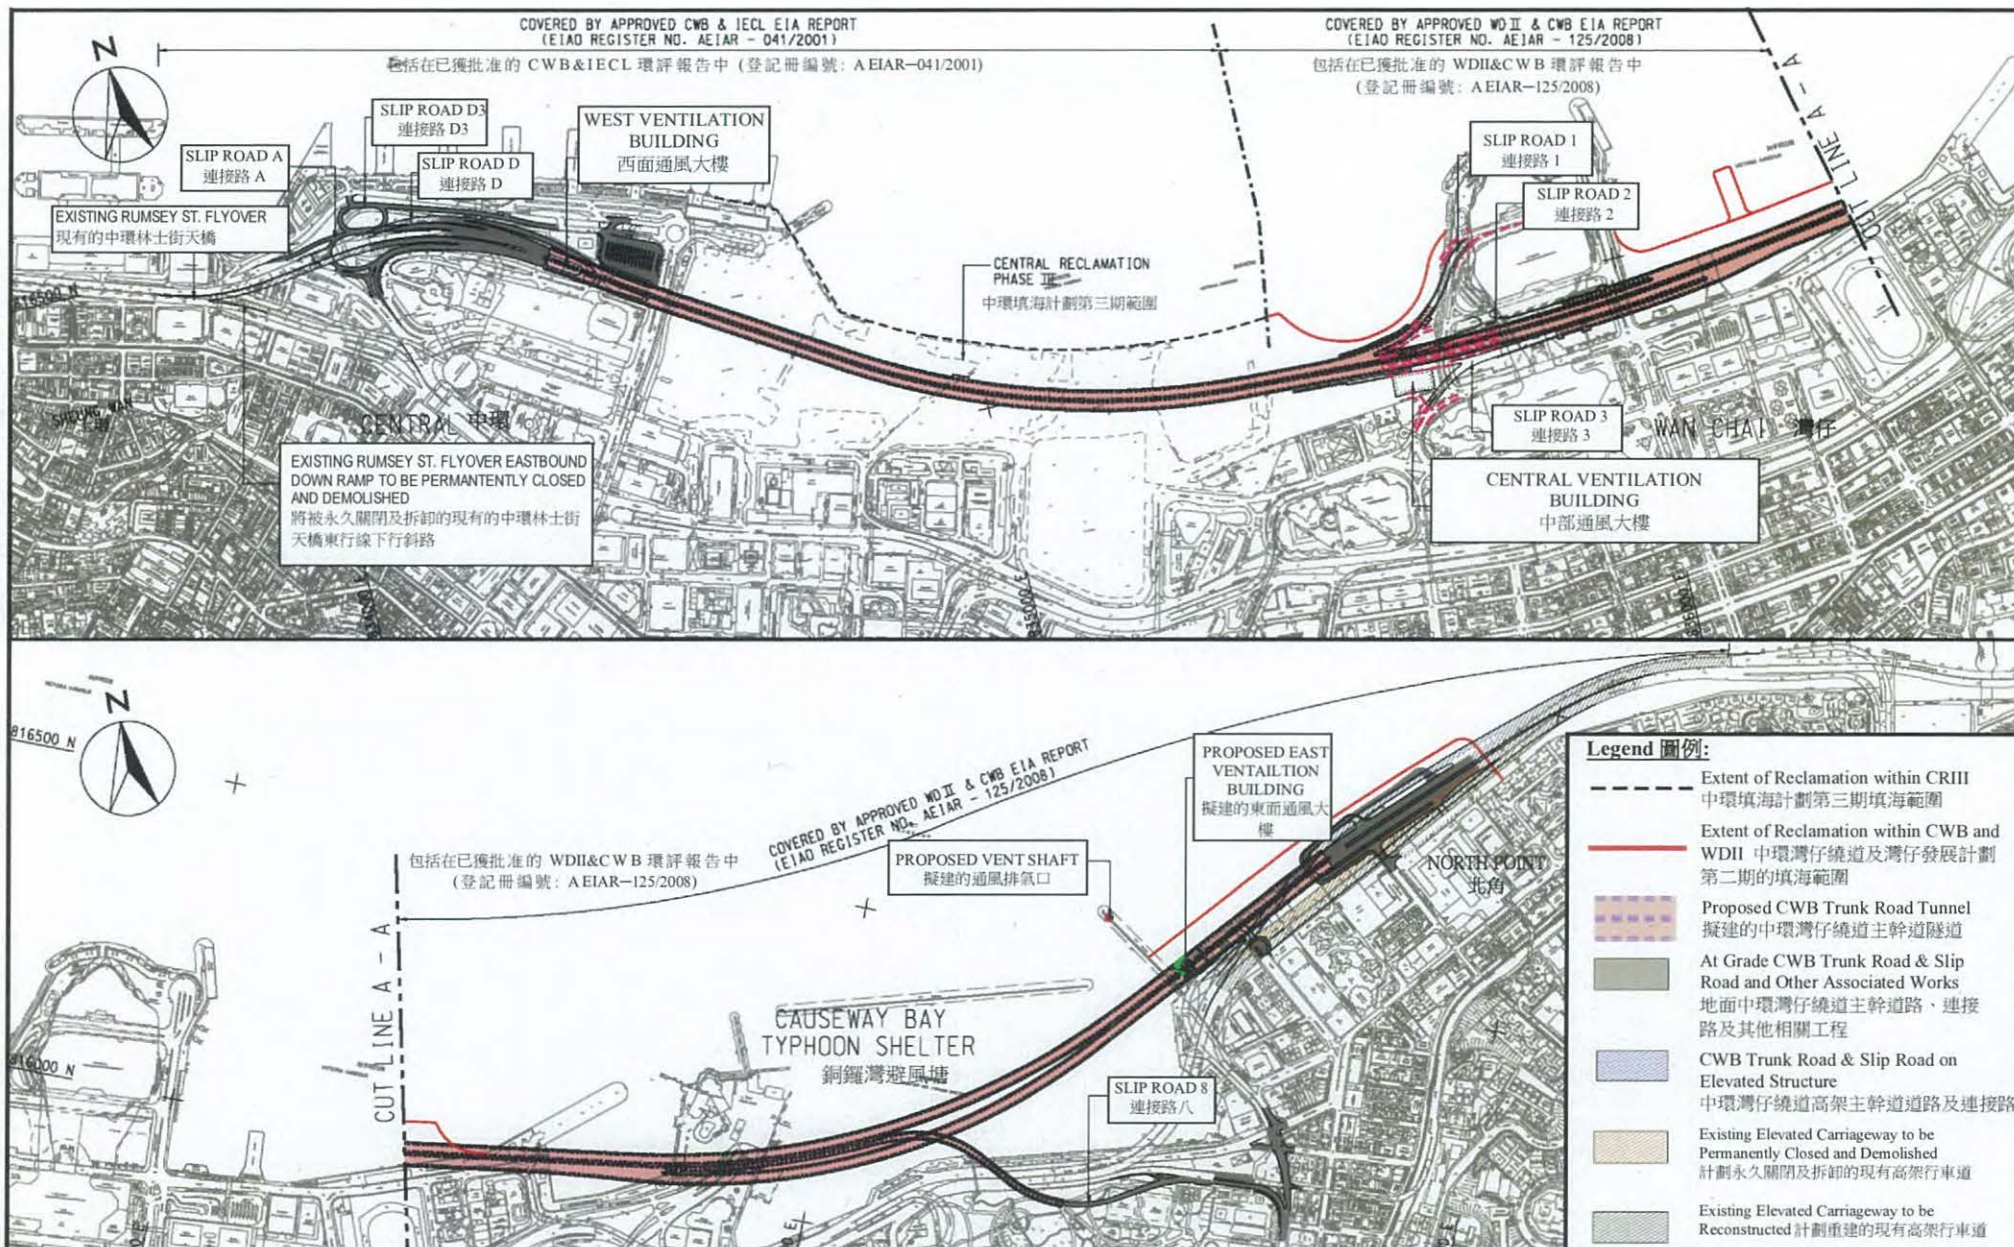 COVERED BY APPROVED CWB & IECL EIA REPORT
(EIAO REGISTER NO. AEIAR - 041/2001)
包括在已獲批准的 CWB&IECL 環評報告中 (登記冊編號: AEIAR-041/2001)
COVERED BY APPROVED WDII & CWB EIA REPORT
(EIAO REGISTER NO. AEIAR - 125/2008)
包括在已獲批准的 WDII&CWB 環評報告中
(登記冊編號: AEIAR-125/2008)
N
SLIP ROAD D3
連接路 D3
SLIP ROAD A
連接路 A
SLIP ROAD D
連接路 D
WEST VENTILATION
BUILDING
西面通風大樓
EXISTING RUMSEY ST. FLYOVER
現有的中環林士街天橋
816500 N
CENTRAL RECLAMATION
PHASE III
中環填海計劃第三期範圍
SLIP ROAD 1
連接路 1
SLIP ROAD 2
連接路 2
CUT LINE A - A
SLIP ROAD 3
連接路 3
WAN CHAI 灣仔
CENTRAL VENTILATION
BUILDING
中部通風大樓
SHEUNG WAN
上環
CENTRAL 中環
EXISTING RUMSEY ST. FLYOVER EASTBOUND
DOWN RAMP TO BE PERMANTENTLY CLOSED
AND DEMOLISHED
將被永久關閉及拆卸的現有的中環林士街
天橋東行線下行斜路
835000 E
N
816500 N
816000 N
CUT LINE A - A
包括在已獲批准的 WDII&CWB 環評報告中
(登記冊編號: AEIAR-125/2008)
COVERED BY APPROVED WDII & CWB EIA REPORT
(EIAO REGISTER NO. AEIAR - 125/2008)
PROPOSED VENT SHAFT
擬建的通風排氣口
PROPOSED EAST
VENTAILTION
BUILDING
擬建的東面通風大
樓
NORTH POINT
北角
CAUSEWAY BAY
TYPHOON SHELTER
銅鑼灣避風塘
SLIP ROAD 8
連接路八
Legend 圖例:
Extent of Reclamation within CRIII
中環填海計劃第三期填海範圍
Extent of Reclamation within CWB and
WDII 中環灣仔繞道及灣仔發展計劃
第二期的填海範圍
Proposed CWB Trunk Road Tunnel
擬建的中環灣仔繞道主幹道隧道
At Grade CWB Trunk Road & Slip
Road and Other Associated Works
地面中環灣仔繞道主幹道路、連接
路及其他相關工程
CWB Trunk Road & Slip Road on
Elevated Structure
中環灣仔繞道高架主幹道道路及連接路
Existing Elevated Carriageway to be
Permanently Closed and Demolished
計劃永久關閉及拆卸的現有高架行車道
Existing Elevated Carriageway to be
Reconstructed 計劃重建的現有高架行車道